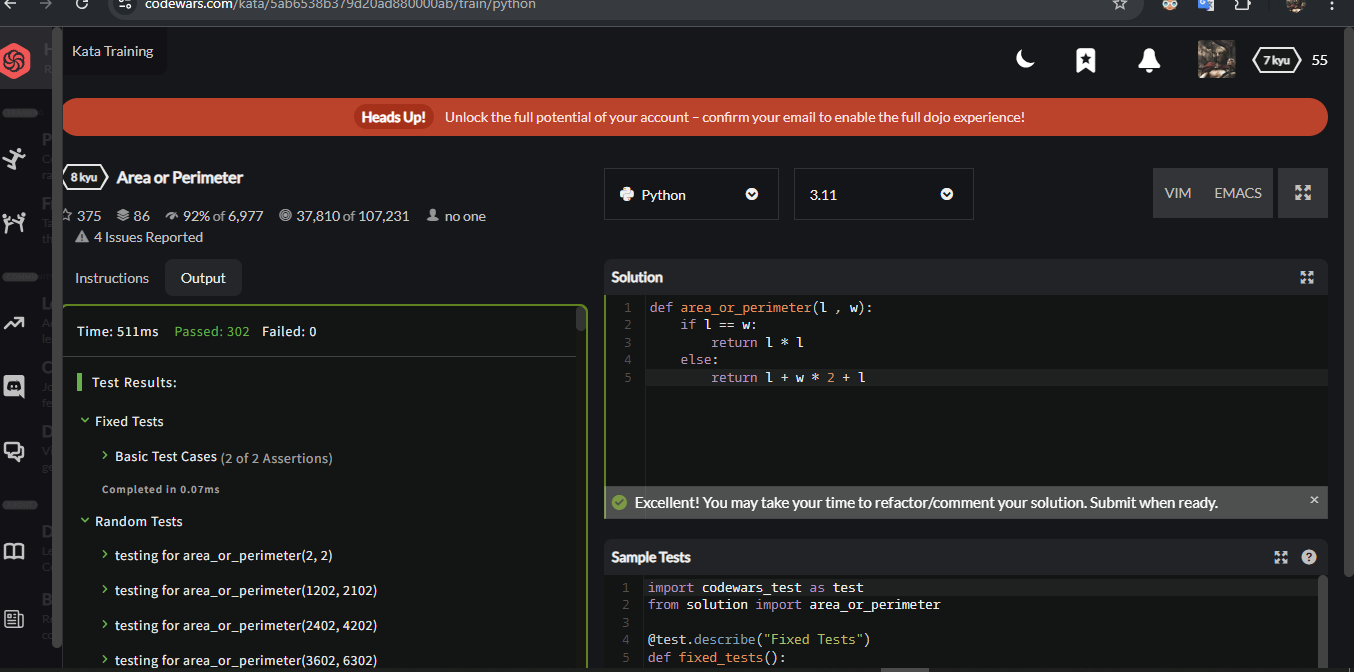 codewars.com/kata/5ab6538b379d20ad880000ab/train/python
Kata Training
7 kyu 55
Heads Up! Unlock the full potential of your account – confirm your email to enable the full dojo experience!
8 kyu Area or Perimeter
375 86 92% of 6,977 37,810 of 107,231 no one
4 Issues Reported
Python 3.11 VIM EMACS
Instructions Output
Time: 511ms Passed: 302 Failed: 0
Test Results:
Fixed Tests
Basic Test Cases (2 of 2 Assertions)
Completed in 0.07ms
Random Tests
testing for area_or_perimeter(2, 2)
testing for area_or_perimeter(1202, 2102)
testing for area_or_perimeter(2402, 4202)
testing for area_or_perimeter(3602, 6302)
Solution
1 def area_or_perimeter(l , w):
2 if l == w:
3 return l * l
4 else:
5 return l + w * 2 + l
Excellent! You may take your time to refactor/comment your solution. Submit when ready.
Sample Tests
1 import codewars_test as test
2 from solution import area_or_perimeter
3
4 @test.describe("Fixed Tests")
5 def fixed_tests():